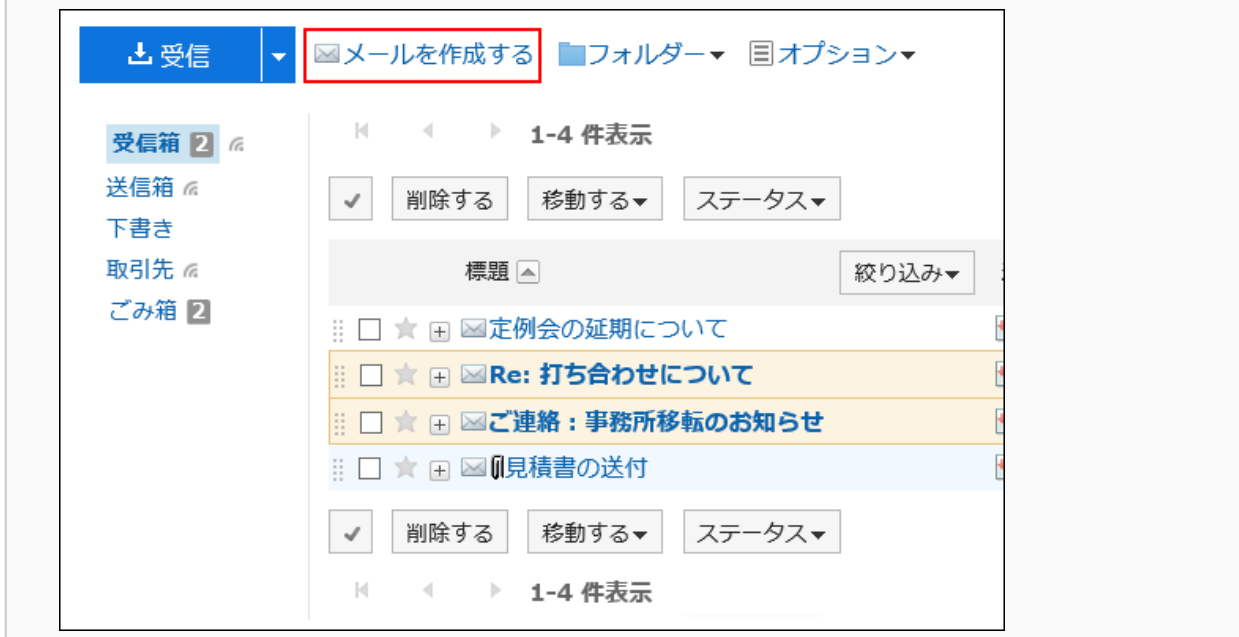 受信 メールを作成する フォルダー オプション
受信箱 2
送信箱
下書き
取引先
ごみ箱 2
1-4 件表示
削除する 移動する ステータス
標題 絞り込み
定例会の延期について
Re: 打ち合わせについて
ご連絡：事務所移転のお知らせ
見積書の送付
削除する 移動する ステータス
1-4 件表示